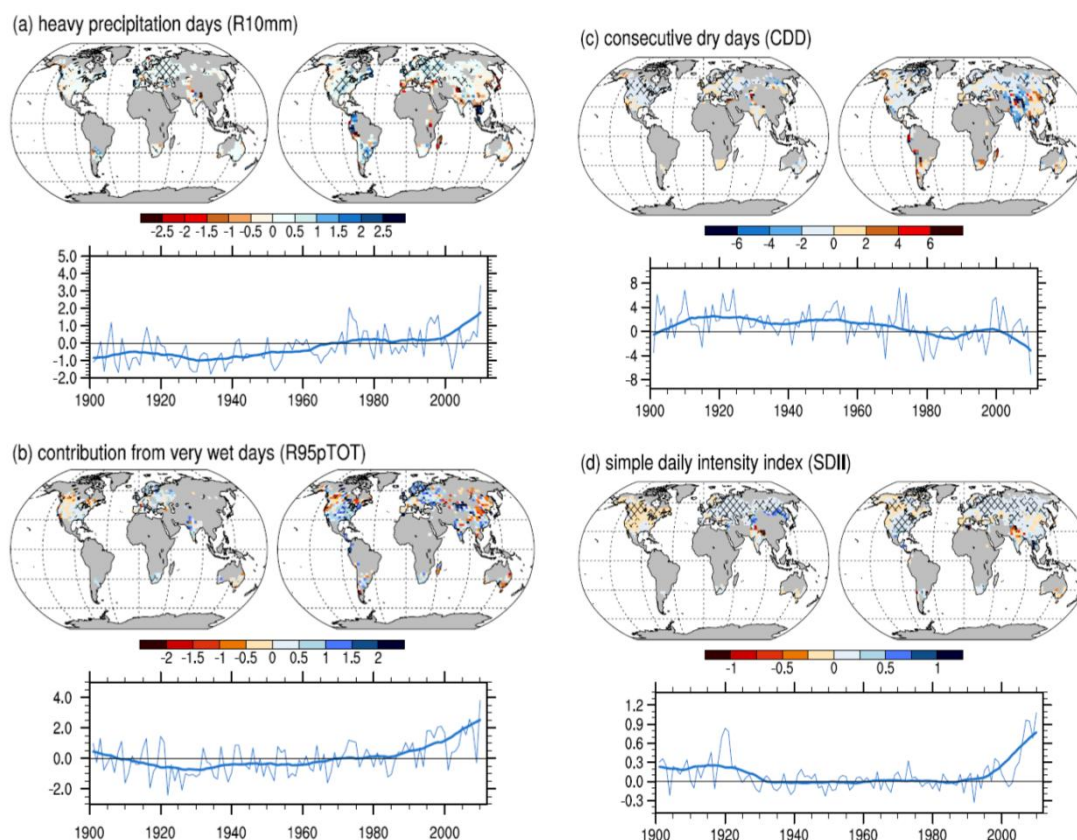 (a) heavy precipitation days (R10mm)
-2.5 -2 -1.5 -1 -0.5 0 0.5 1 1.5 2 2.5
5.0
4.0
3.0
2.0
1.0
0.0
-1.0
-2.0
1900 1920 1940 1960 1980 2000
(b) contribution from very wet days (R95pTOT)
-2 -1.5 -1 -0.5 0 0.5 1 1.5 2
4.0
2.0
0.0
-2.0
1900 1920 1940 1960 1980 2000
(c) consecutive dry days (CDD)
-6 -4 -2 0 2 4 6
8
4
0
-4
-8
1900 1920 1940 1960 1980 2000
(d) simple daily intensity index (SDII)
-1 -0.5 0 0.5 1
1.2
0.9
0.6
0.3
0.0
-0.3
1900 1920 1940 1960 1980 2000